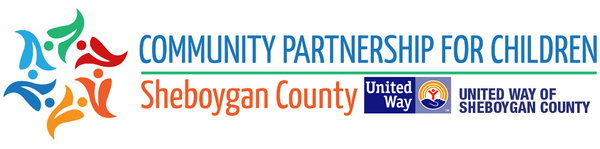 COMMUNITY PARTNERSHIP FOR CHILDREN
Sheboygan County
United
Way
UNITED WAY OF
SHEBOYGAN COUNTY